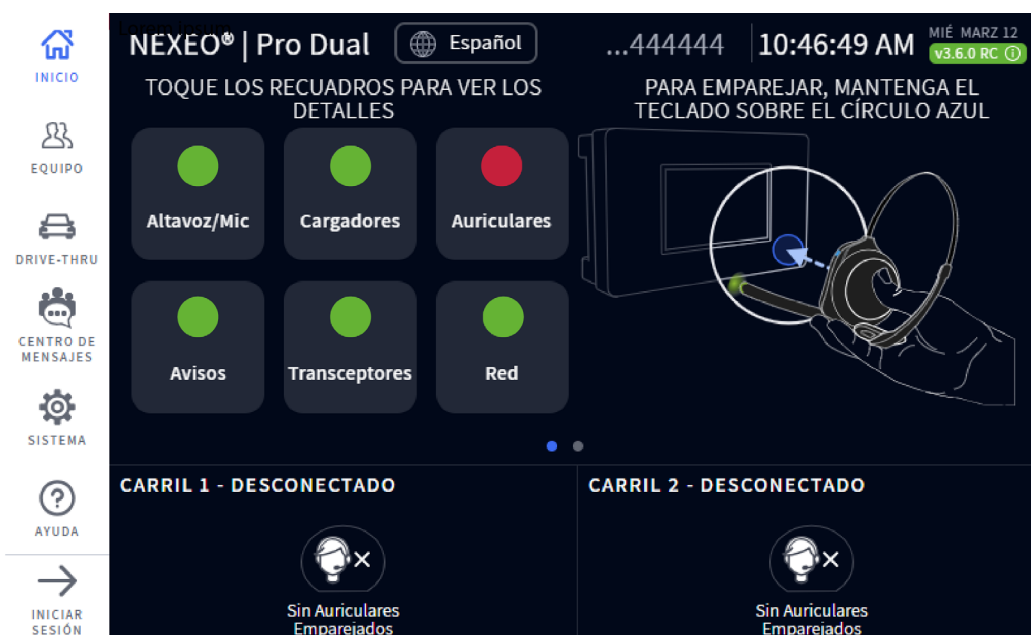 INICIO
EQUIPO
DRIVE-THRU
CENTRO DE
MENSAJES
SISTEMA
AYUDA
INICIAR
SESIÓN
Lorem Ipsum
NEXEO® | Pro Dual
Español
...444444
10:46:49 AM
MIÉ MARZ 12
v3.6.0 RC
TOQUE LOS RECUADROS PARA VER LOS
DETALLES
Altavoz/Mic
Cargadores
Auriculares
Avisos
Transceptores
Red
PARA EMPAREJAR, MANTENGA EL
TECLADO SOBRE EL CÍRCULO AZUL
CARRIL 1 - DESCONECTADO
Sin Auriculares
Emparejados
CARRIL 2 - DESCONECTADO
Sin Auriculares
Emparejados